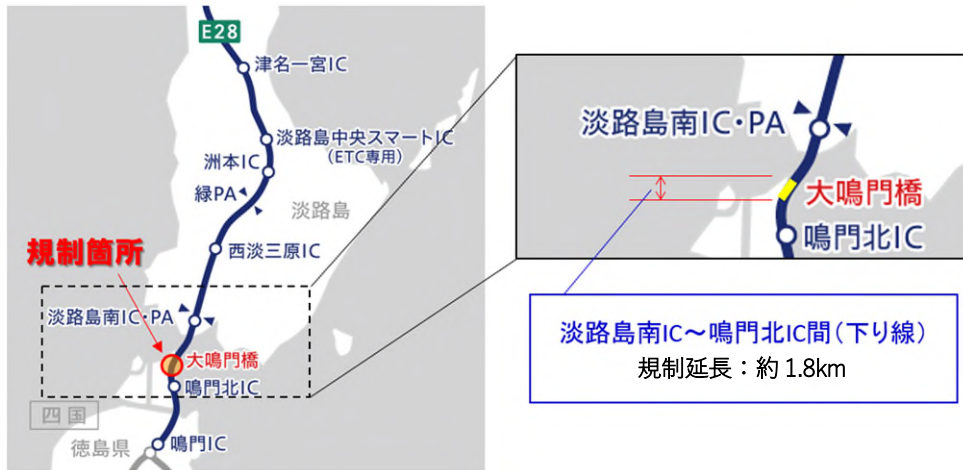 E28
津名一宮IC
淡路島中央スマートIC
(ETC専用)
洲本IC
緑PA
淡路島
西淡三原IC
規制箇所
淡路島南IC・PA
大鳴門橋
鳴門北IC
四国
徳島県
鳴門IC
淡路島南IC・PA
大鳴門橋
鳴門北IC
淡路島南IC～鳴門北IC間(下り線)
規制延長：約 1.8km